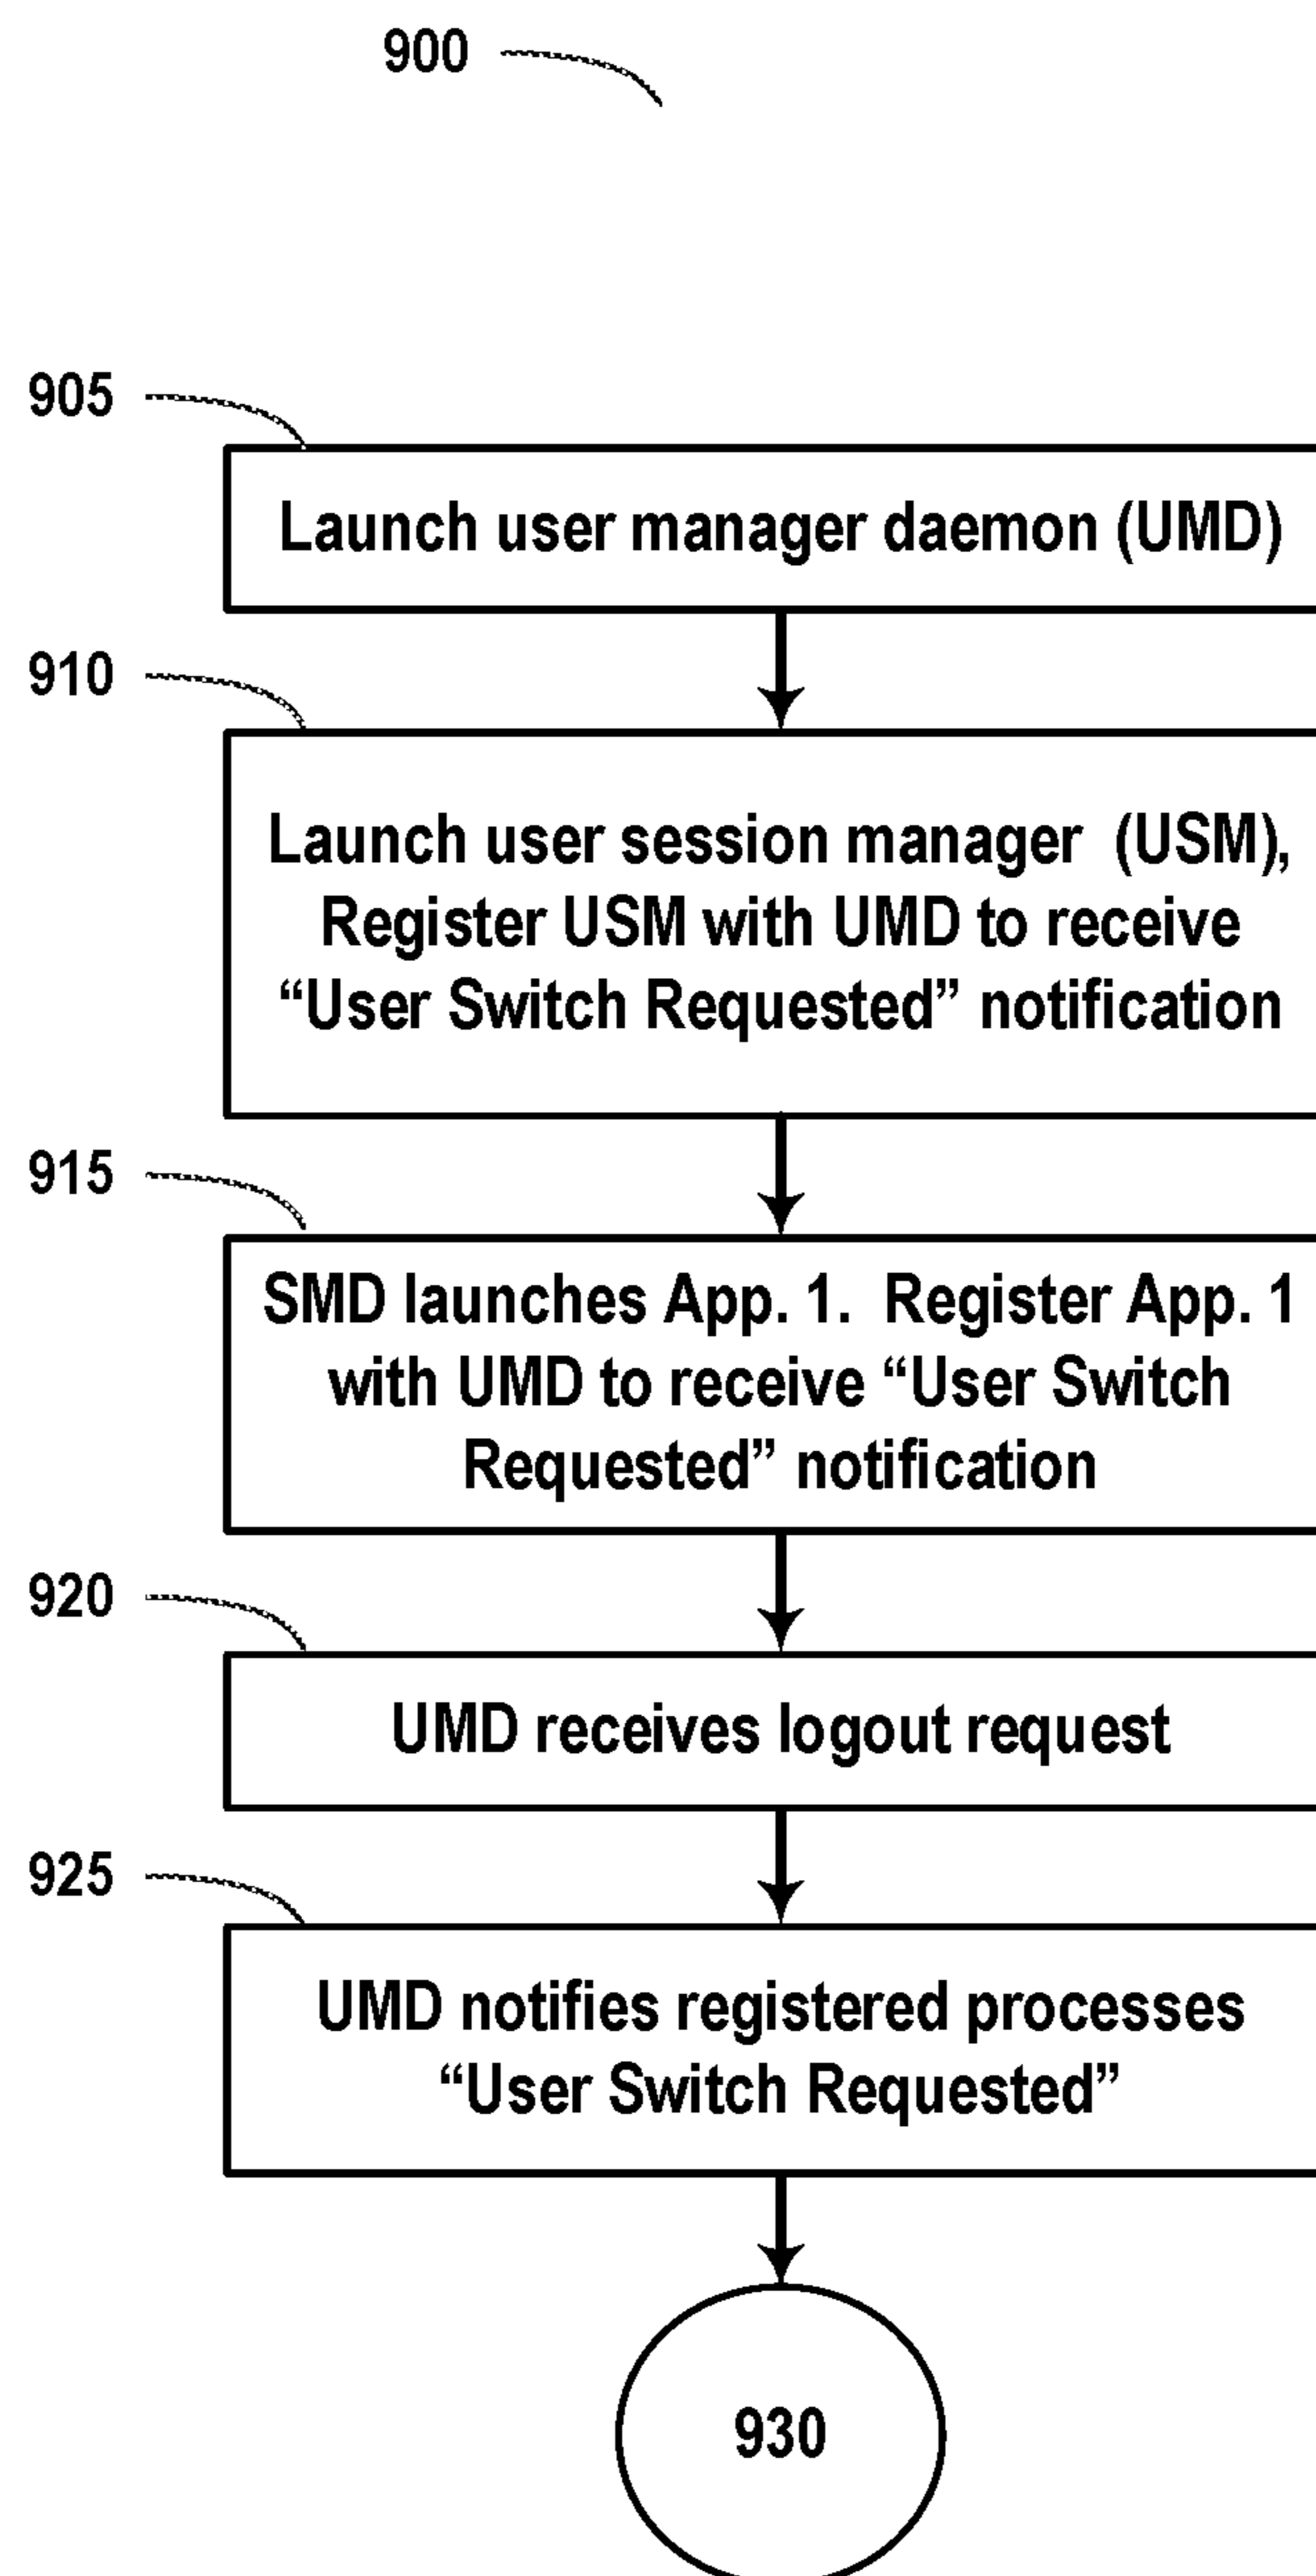 900
905
Launch user manager daemon (UMD)
910
Launch user session manager (USM),
Register USM with UMD to receive
“User Switch Requested” notification
915
SMD launches App. 1. Register App. 1
with UMD to receive “User Switch
Requested” notification
920
UMD receives logout request
925
UMD notifies registered processes
“User Switch Requested”
930